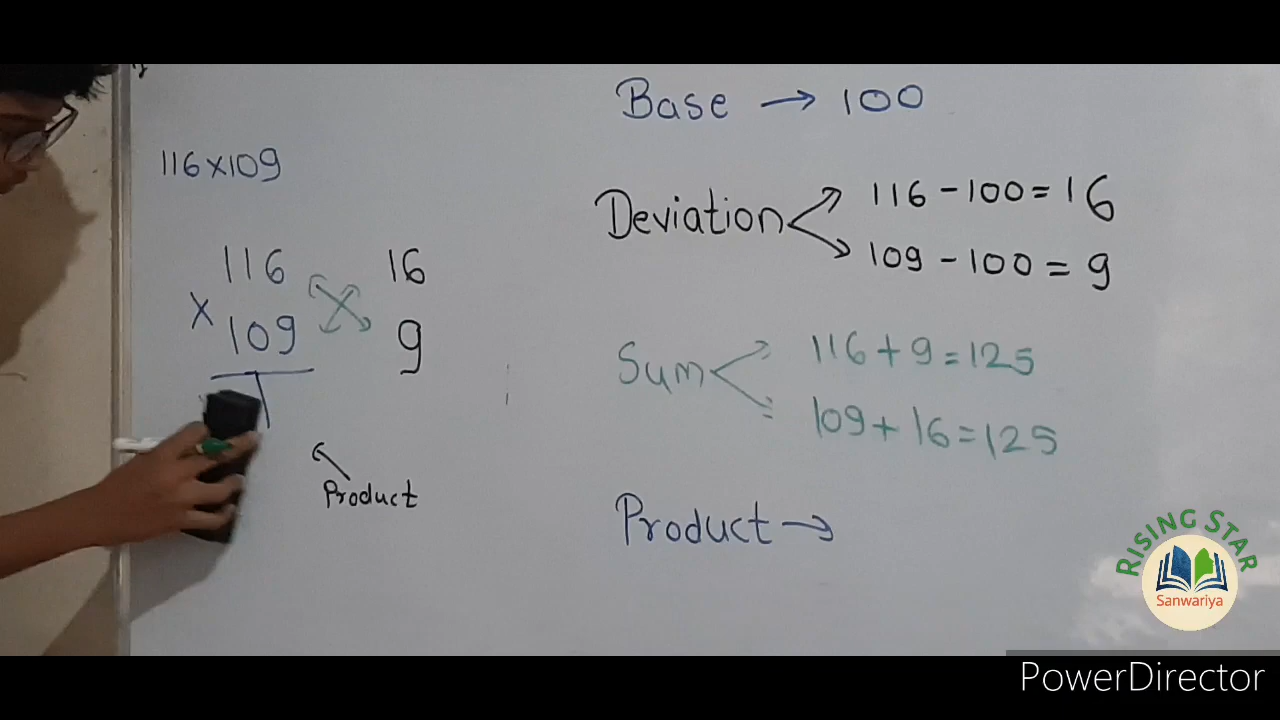 Base → 100
116×109
Deviation
116 - 100 = 16
109 - 100 = 9
116 16
× 109 9
Sum
116 + 9 = 125
109 + 16 = 125
Product
Product →
RISING STAR
Sanwariya
PowerDirector